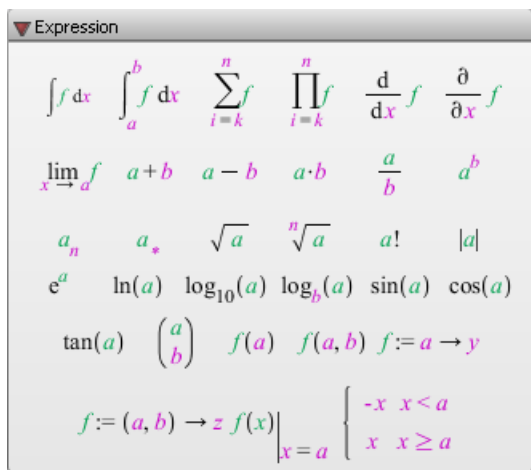 Expression
∫f dx ∫_a^b f dx ∑_{i=k}^n f ∏_{i=k}^n f d/dx f ∂/∂x f
lim_{x→a} f a+b a−b a·b a/b a^b
a_n a_* √a ⁿ√a a! |a|
e^a ln(a) log_10(a) log_b(a) sin(a) cos(a)
tan(a) (a b) f(a) f(a, b) f:=a→y
f:=(a, b)→z f(x)|_{x=a} { -x x<a
x x≥a